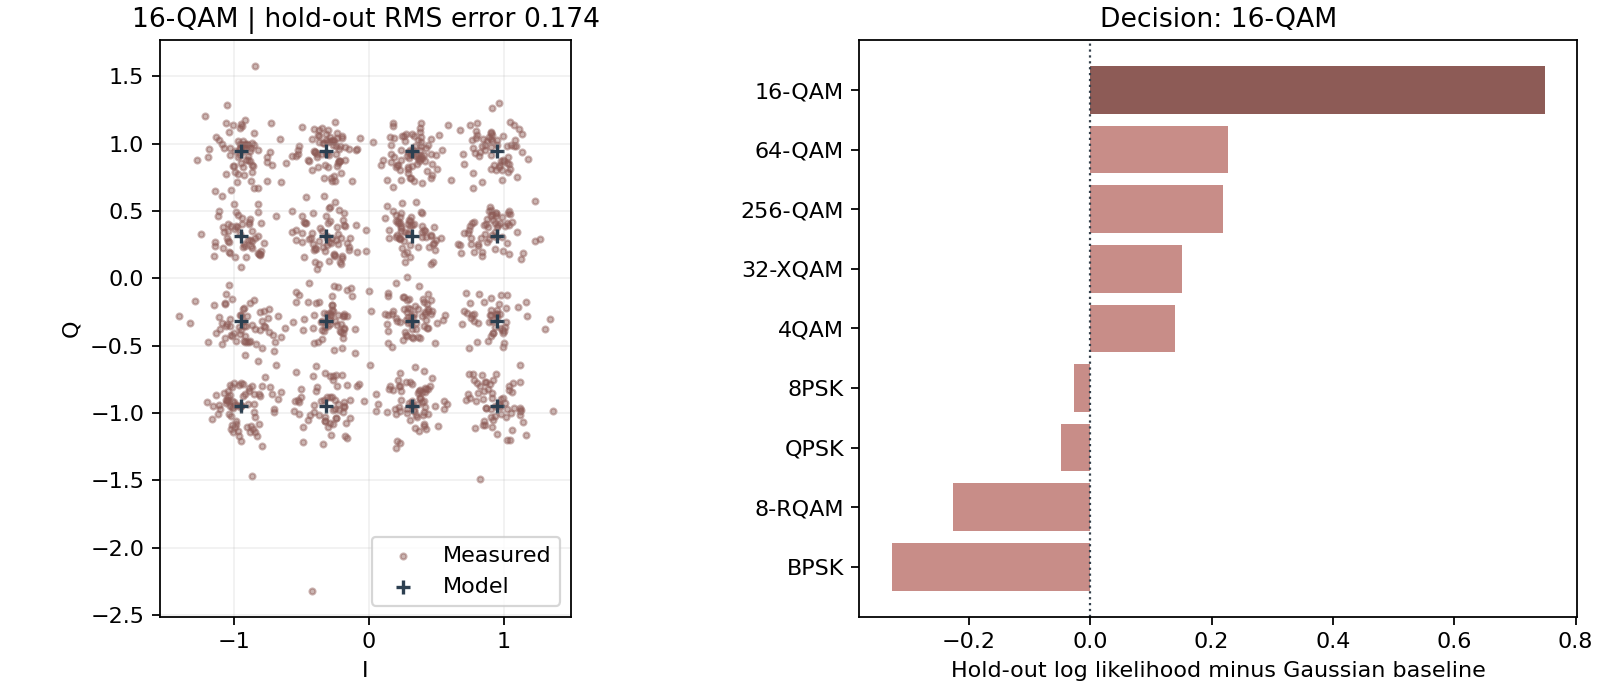 16-QAM | hold-out RMS error 0.174
1.5
1.0
0.5
0.0
−0.5
−1.0
−1.5
−2.0
−2.5
Q
−1
0
1
I
Measured
Model
Decision: 16-QAM
16-QAM
64-QAM
256-QAM
32-XQAM
4QAM
8PSK
QPSK
8-RQAM
BPSK
−0.2
0.0
0.2
0.4
0.6
0.8
Hold-out log likelihood minus Gaussian baseline